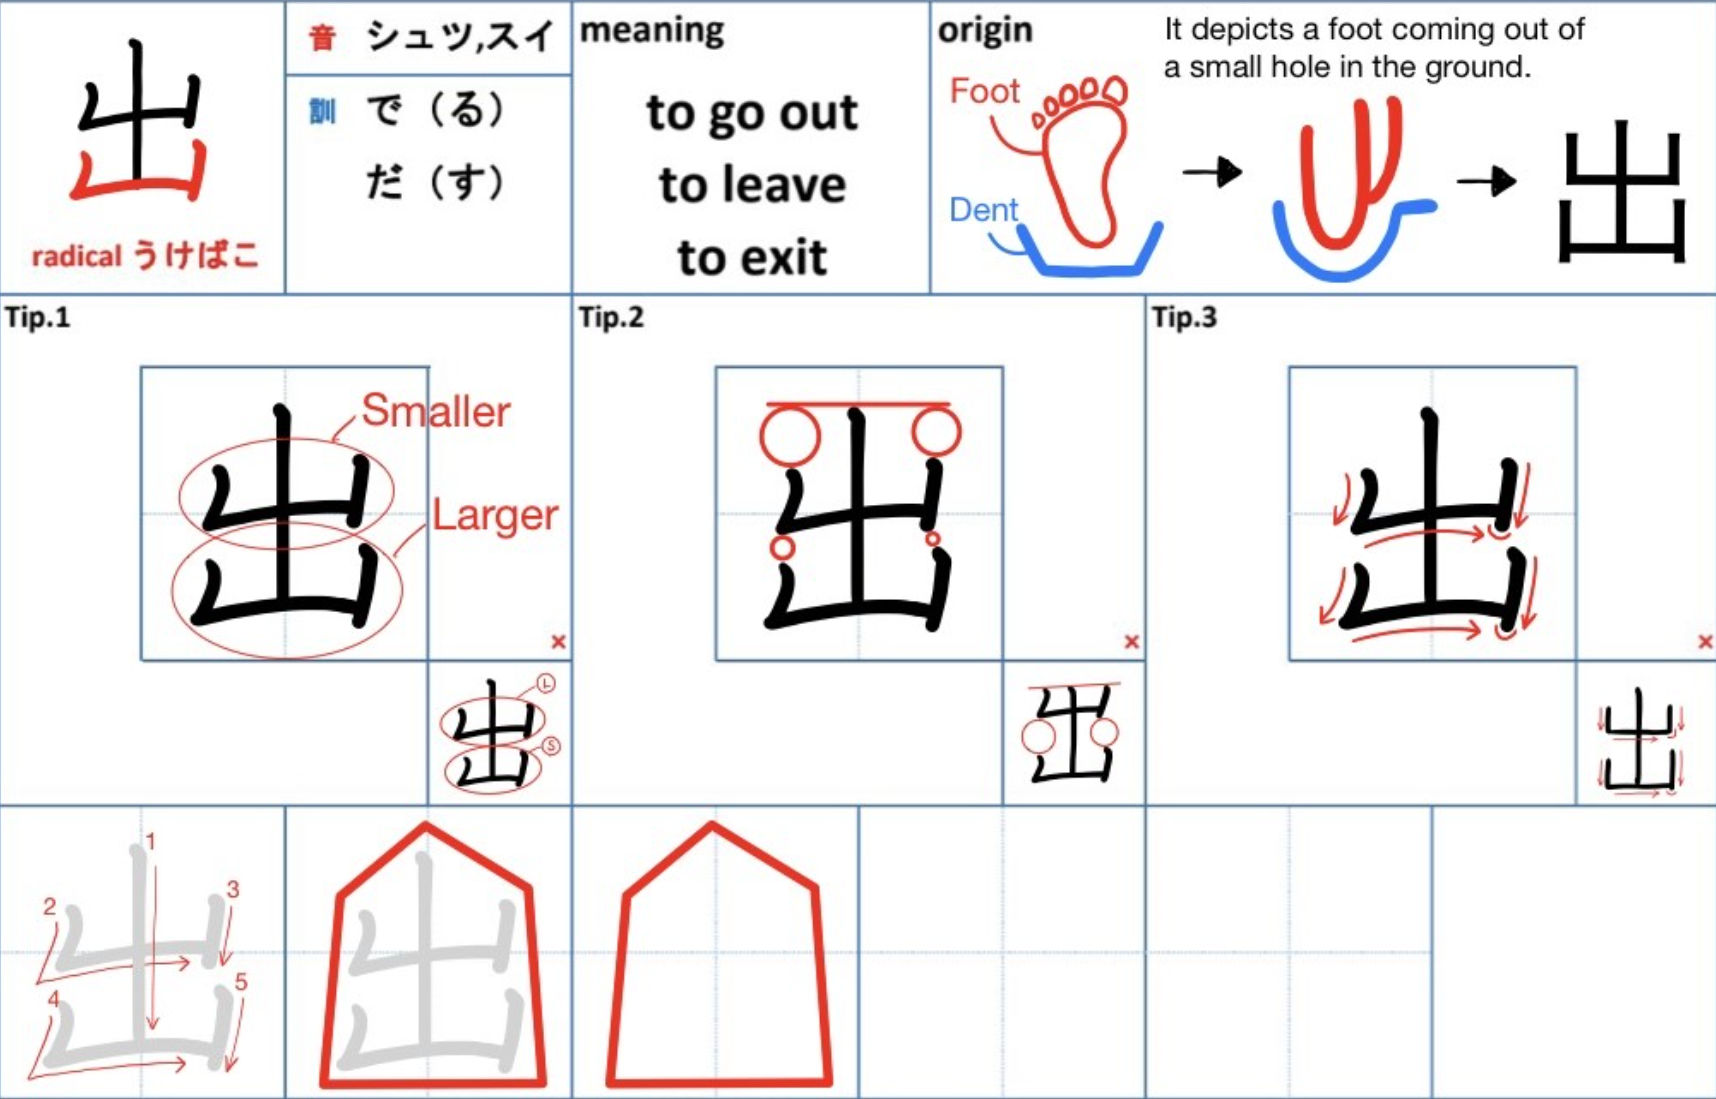 出
radical うけばこ
音 シュツ,スイ
訓 で（る）
だ（す）
meaning
to go out
to leave
to exit
origin
It depicts a foot coming out of
a small hole in the ground.
Foot
Dent
出
Tip.1
Smaller
Larger
出
×
L
S
出
Tip.2
出
×
出
Tip.3
出
×
出
1
2
3
4
5
出
出